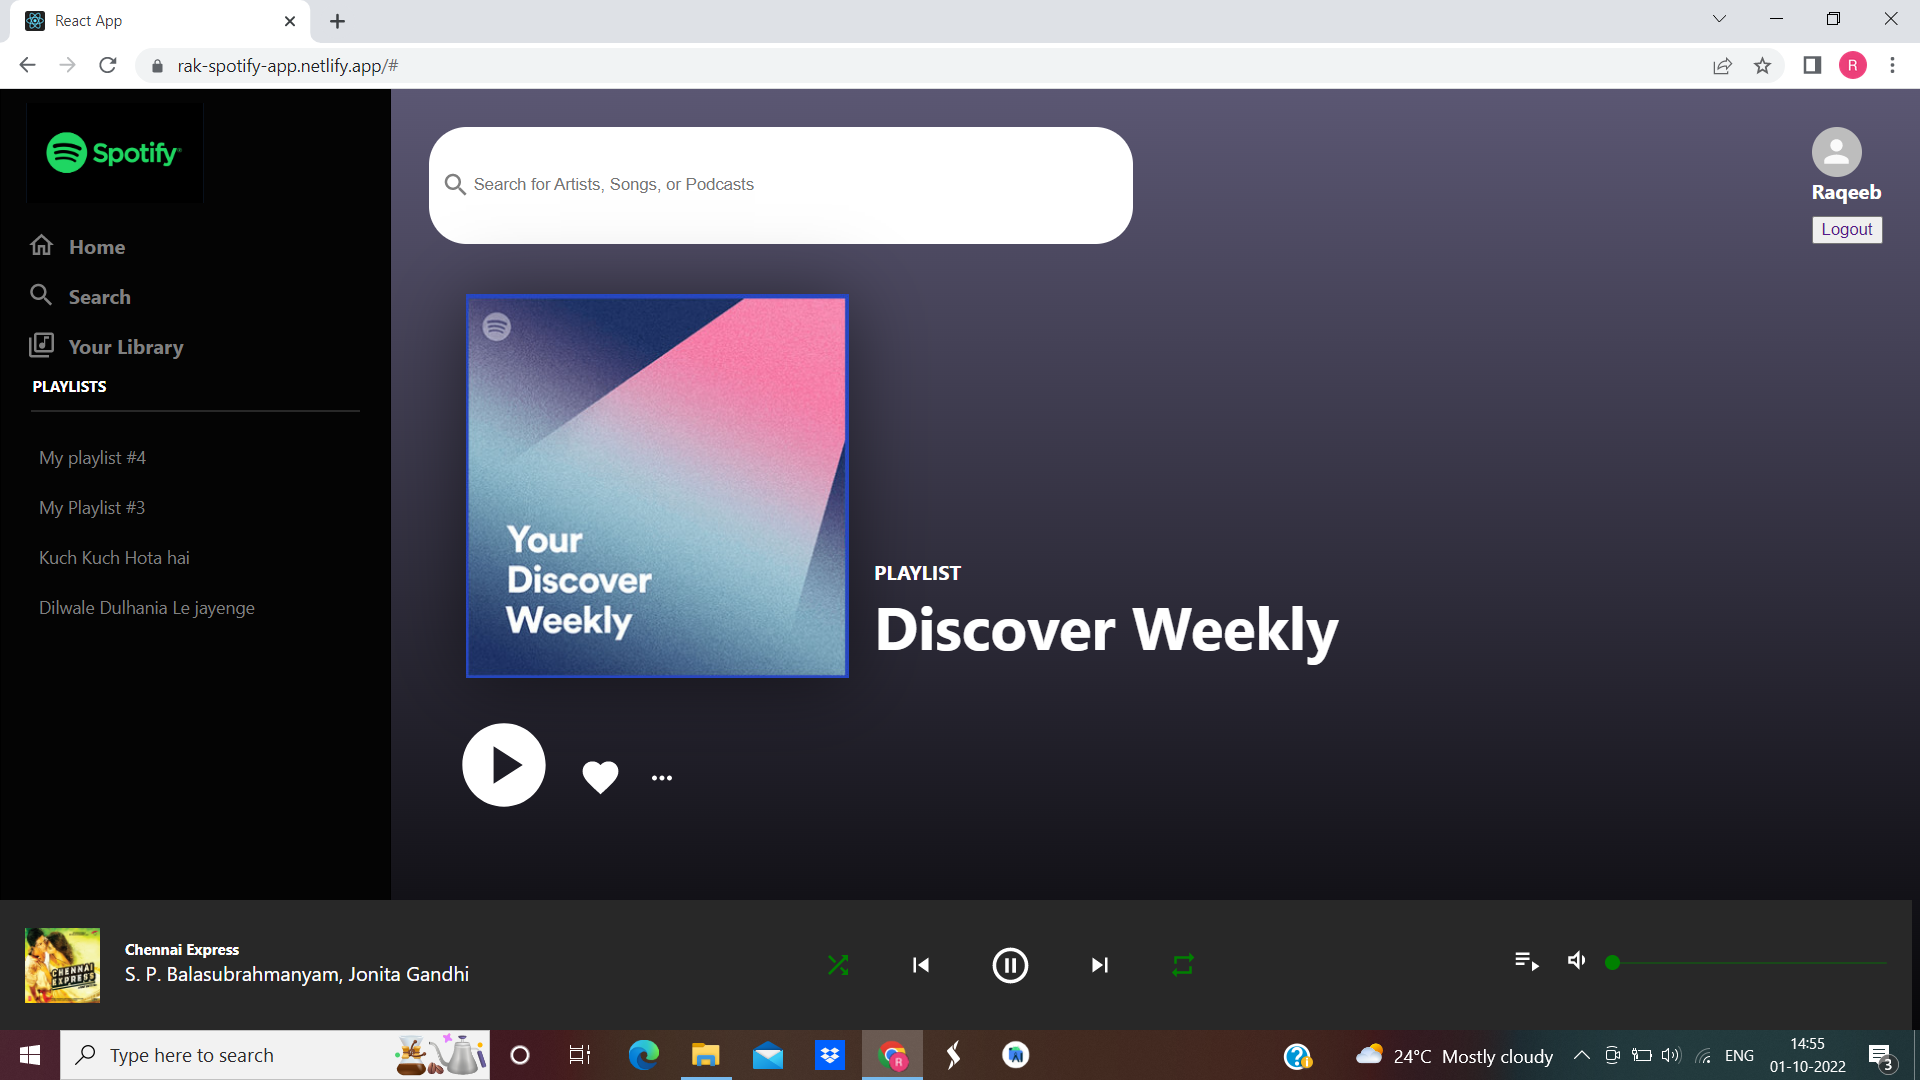 React App
rak-spotify-app.netlify.app/#
R
Spotify
Search for Artists, Songs, or Podcasts
Raqeeb
Logout
Home
Search
Your Library
PLAYLISTS
My playlist #4
My Playlist #3
Kuch Kuch Hota hai
Dilwale Dulhania Le jayenge
Your
Discover
Weekly
PLAYLIST
Discover Weekly
CHENNAI
EXPRESS
Chennai Express
S. P. Balasubrahmanyam, Jonita Gandhi
Type here to search
R
24°C Mostly cloudy
ENG
14:55
01-10-2022
3